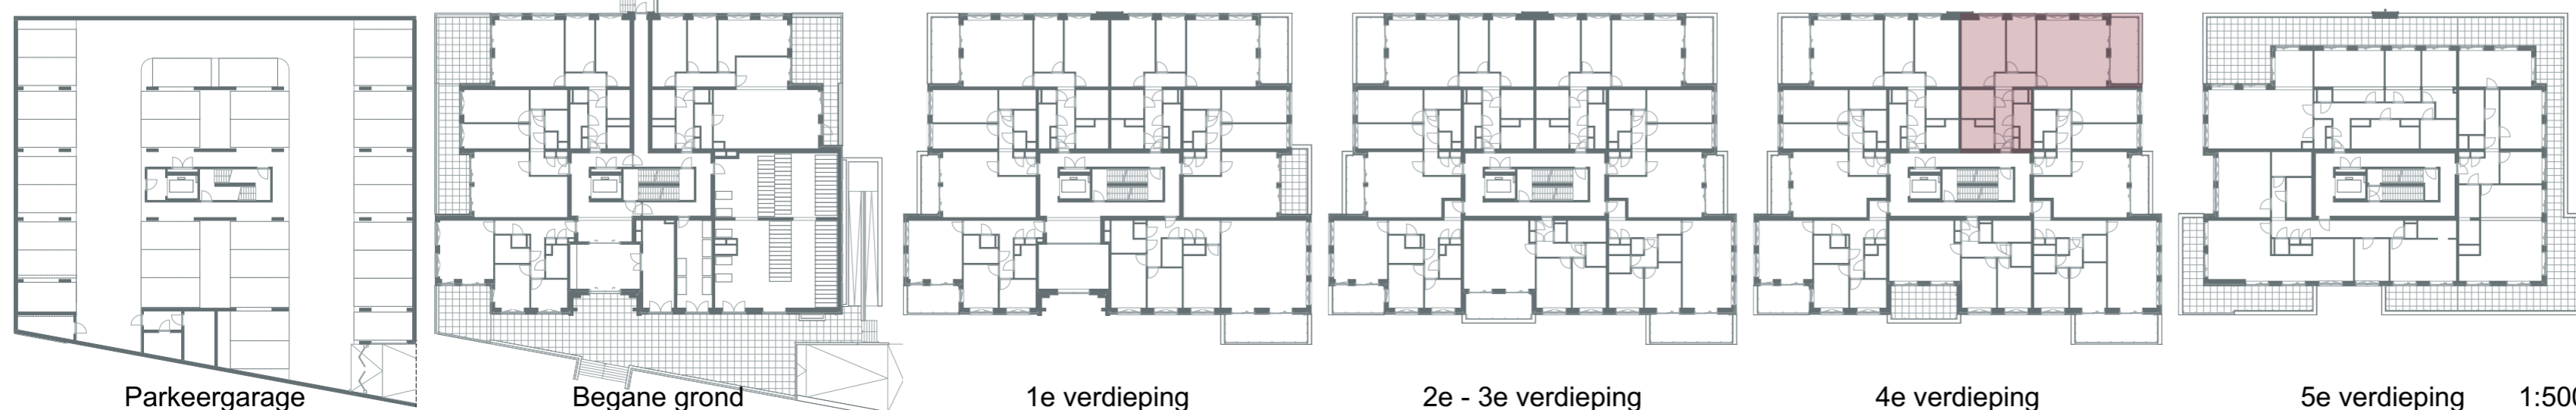 Parkeergarage
Begane grond
1e verdieping
2e - 3e verdieping
4e verdieping
5e verdieping